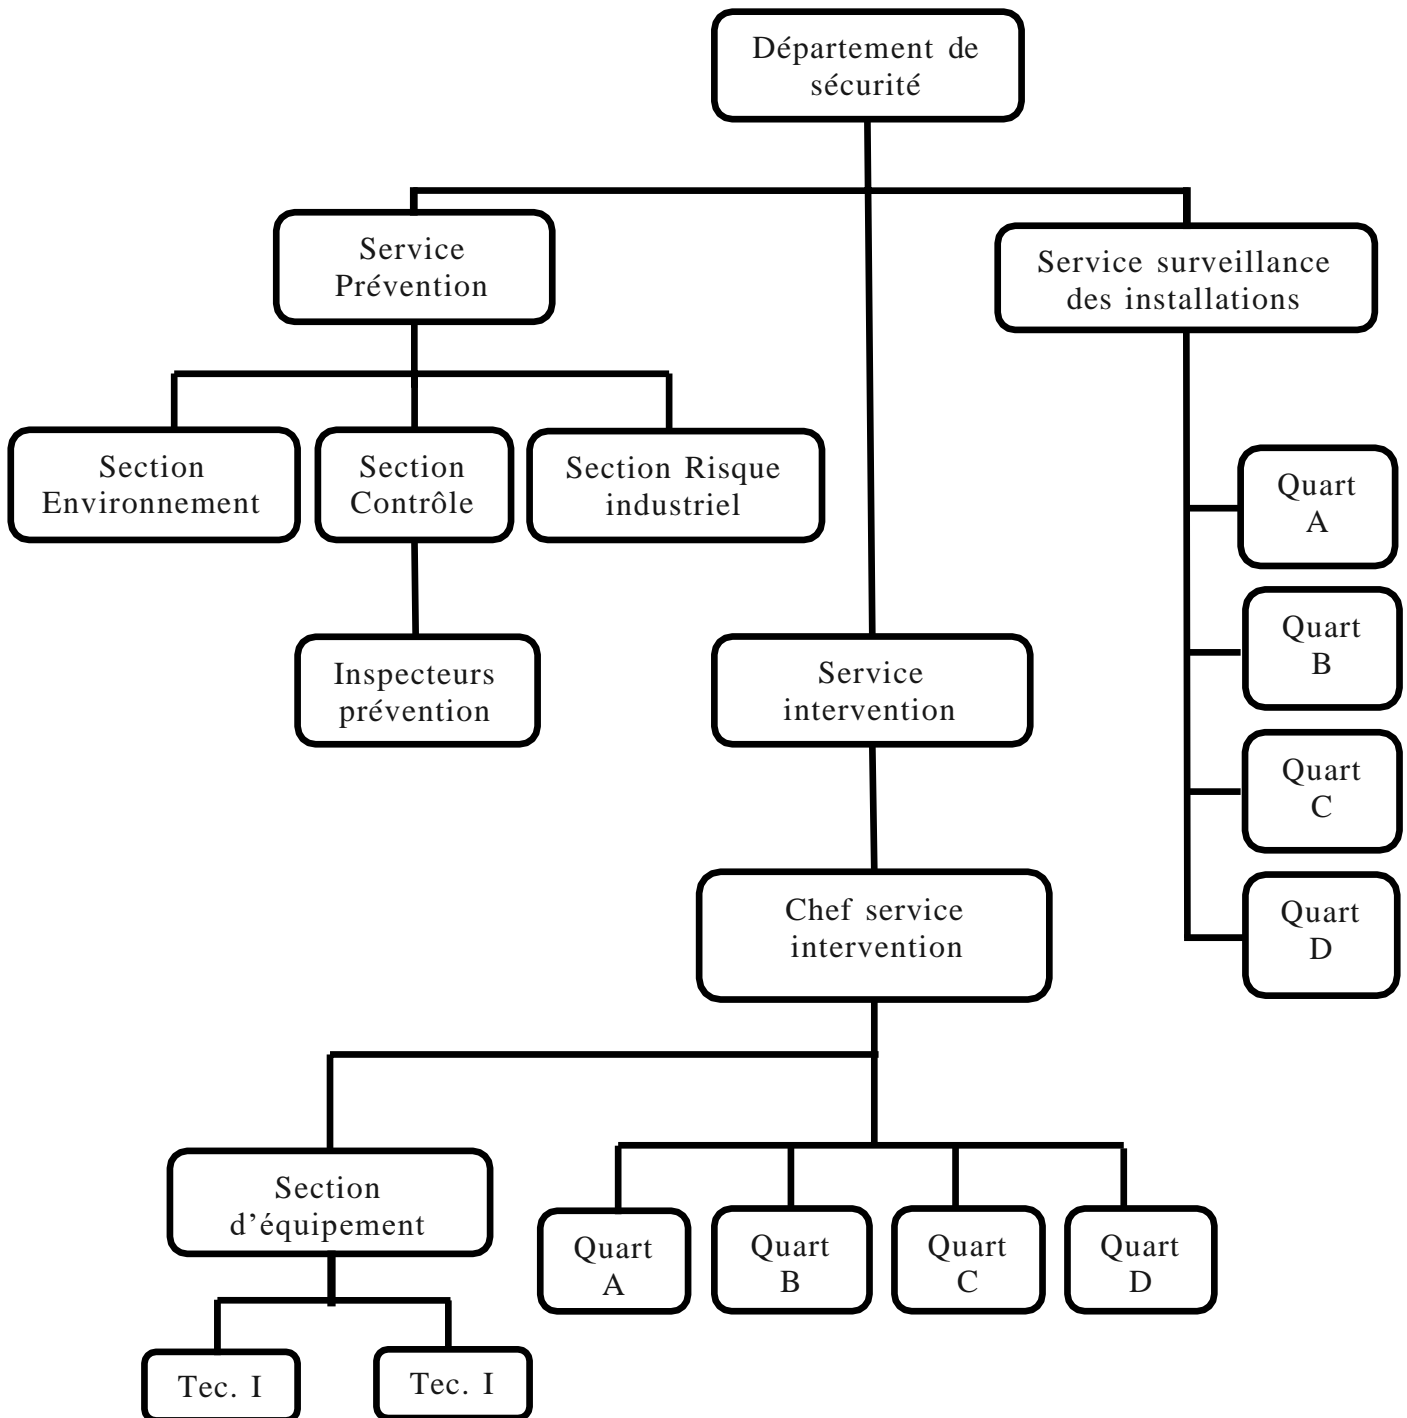 Département de
sécurité
Service
Prévention
Service surveillance
des installations
Section
Environnement
Section
Contrôle
Section Risque
industriel
Quart
A
Quart
B
Inspecteurs
prévention
Service
intervention
Quart
C
Chef service
intervention
Quart
D
Section
d’équipement
Quart
A
Quart
B
Quart
C
Quart
D
Tec. I
Tec. I